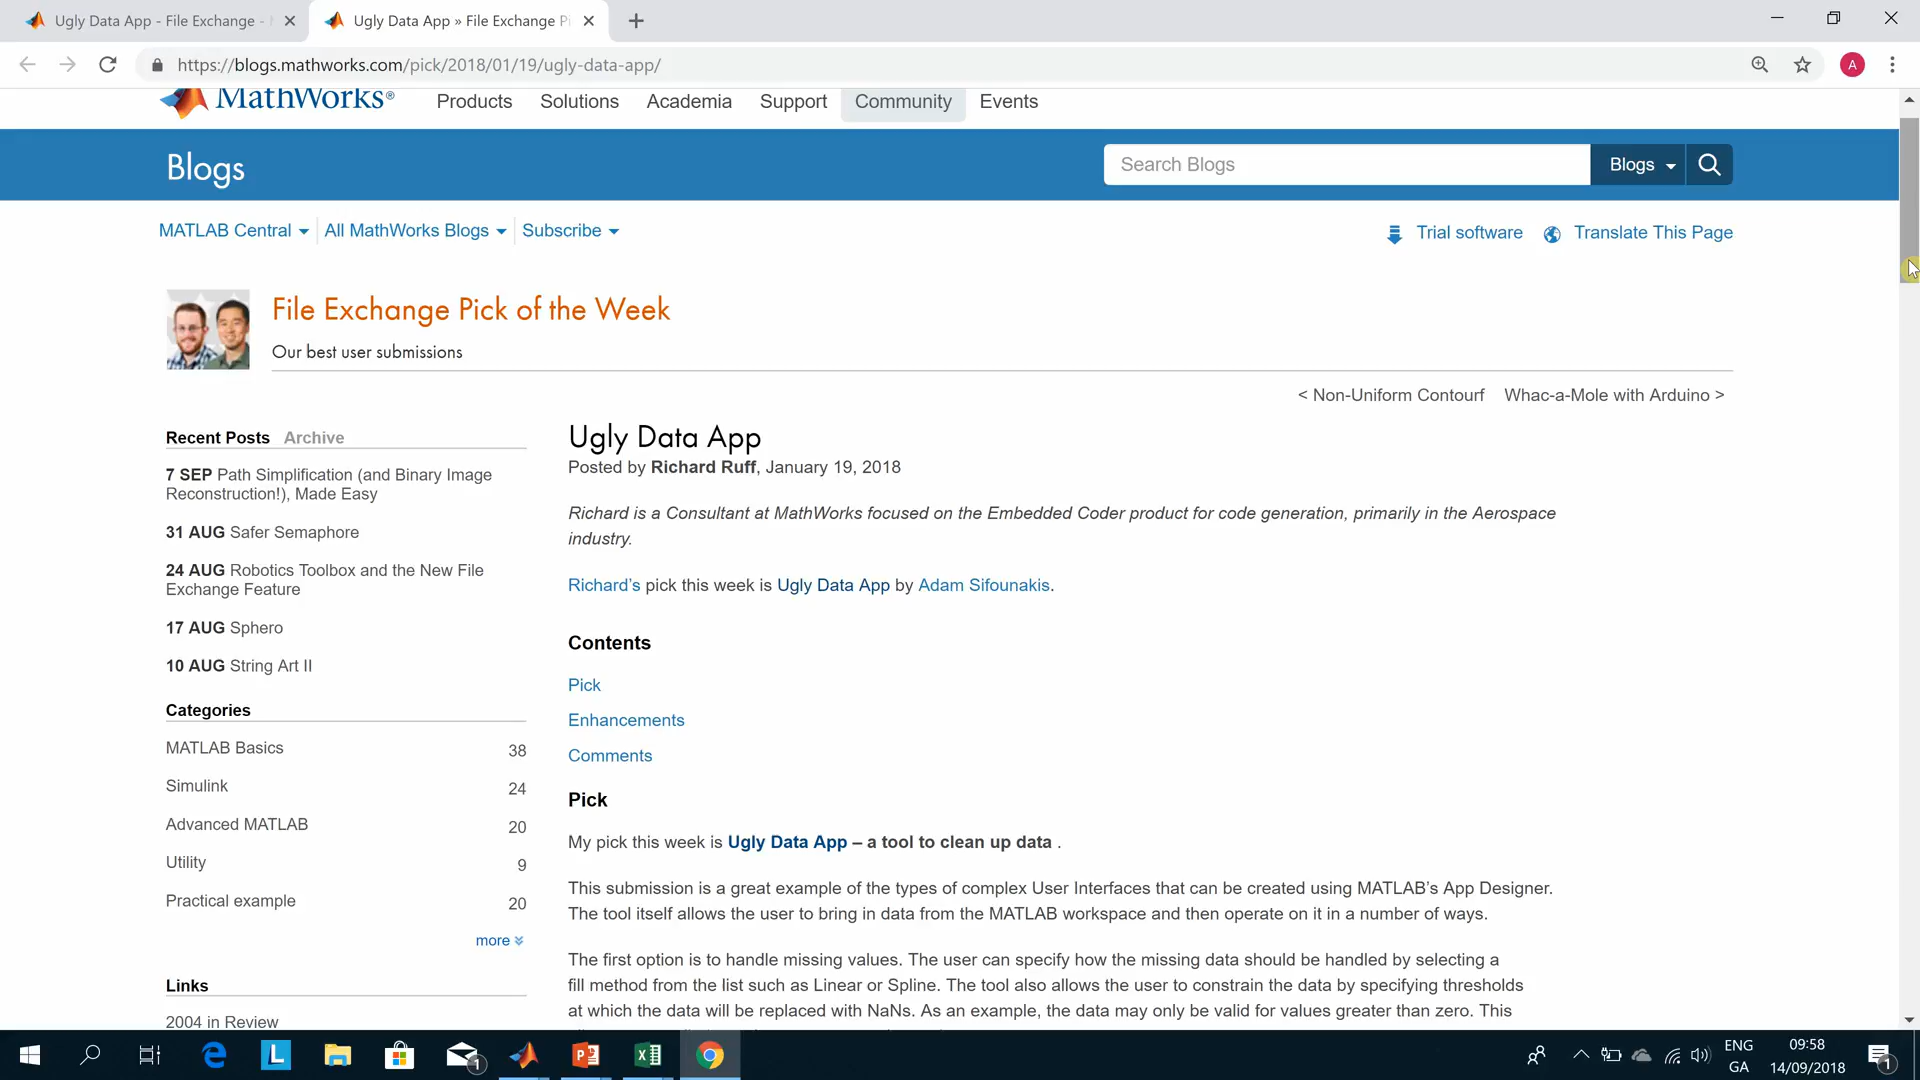 Ugly Data App - File Exchange -
Ugly Data App » File Exchange Pi
https://blogs.mathworks.com/pick/2018/01/19/ugly-data-app/
A
MathWorks®
Products
Solutions
Academia
Support
Community
Events
Blogs
Search Blogs
Blogs
MATLAB Central
All MathWorks Blogs
Subscribe
Trial software
Translate This Page
File Exchange Pick of the Week
Our best user submissions
< Non-Uniform Contourf
Whac-a-Mole with Arduino >
Recent Posts
Archive
7 SEP Path Simplification (and Binary Image
Reconstruction!), Made Easy
31 AUG Safer Semaphore
24 AUG Robotics Toolbox and the New File
Exchange Feature
17 AUG Sphero
10 AUG String Art II
Categories
MATLAB Basics 38
Simulink 24
Advanced MATLAB 20
Utility 9
Practical example 20
more
Links
2004 in Review
Ugly Data App
Posted by Richard Ruff, January 19, 2018
Richard is a Consultant at MathWorks focused on the Embedded Coder product for code generation, primarily in the Aerospace
industry.
Richard's pick this week is Ugly Data App by Adam Sifounakis.
Contents
Pick
Enhancements
Comments
Pick
My pick this week is Ugly Data App – a tool to clean up data .
This submission is a great example of the types of complex User Interfaces that can be created using MATLAB's App Designer.
The tool itself allows the user to bring in data from the MATLAB workspace and then operate on it in a number of ways.
The first option is to handle missing values. The user can specify how the missing data should be handled by selecting a
fill method from the list such as Linear or Spline. The tool also allows the user to constrain the data by specifying thresholds
at which the data will be replaced with NaNs. As an example, the data may only be valid for values greater than zero. This
L
1
ENG
GA
09:58
14/09/2018
1